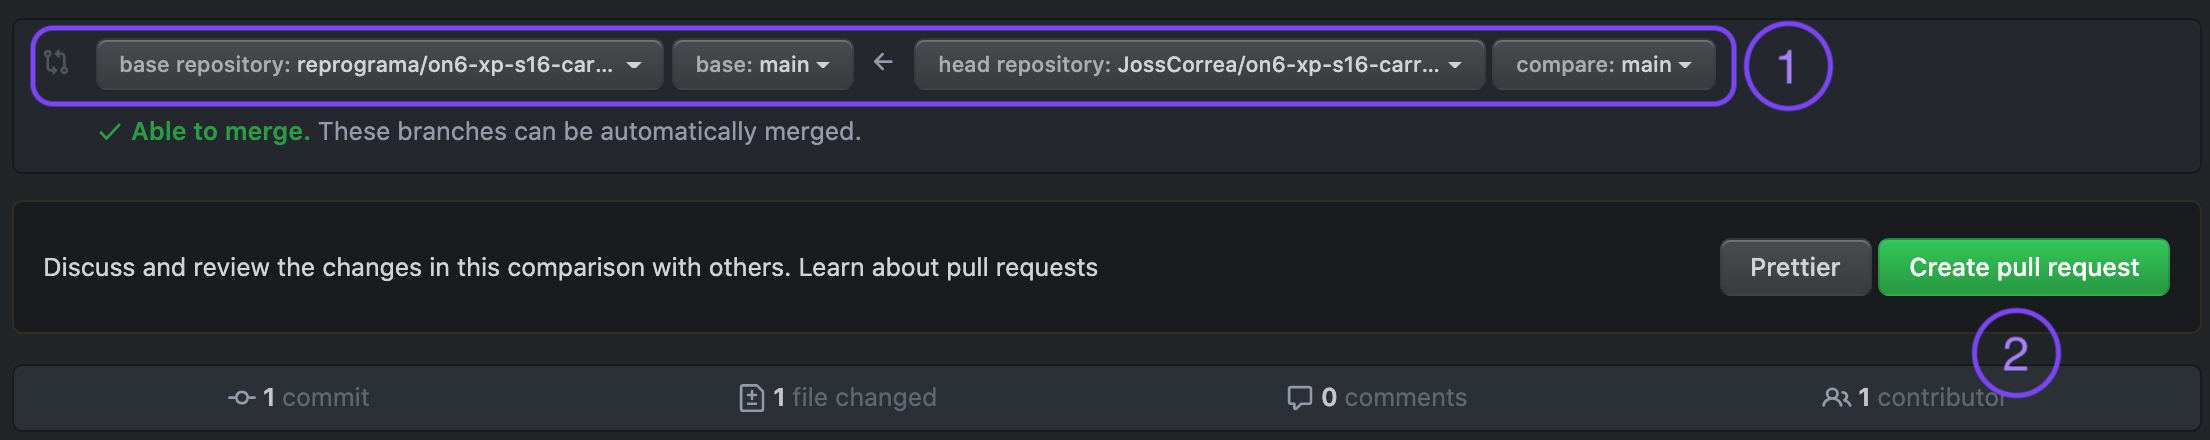 base repository: reprograma/on6-xp-s16-car... base: main head repository: JossCorrea/on6-xp-s16-carr... compare: main 1
Able to merge. These branches can be automatically merged.
Discuss and review the changes in this comparison with others. Learn about pull requests Prettier Create pull request
2
1 commit 1 file changed 0 comments 1 contributor